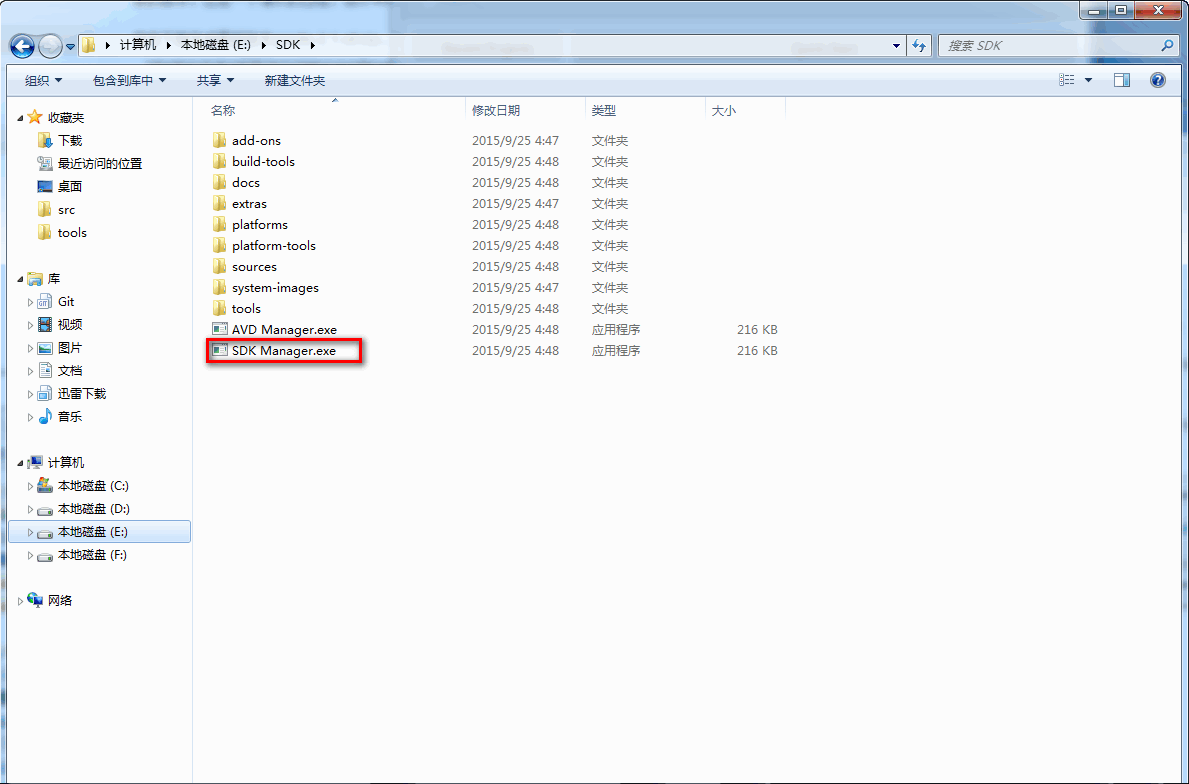 计算机 本地磁盘 (E:) SDK
搜索 SDK
组织 包含到库中 共享 新建文件夹
收藏夹
下载
最近访问的位置
桌面
src
tools
库
Git
视频
图片
文档
迅雷下载
音乐
计算机
本地磁盘 (C:)
本地磁盘 (D:)
本地磁盘 (E:)
本地磁盘 (F:)
网络
名称 修改日期 类型 大小
add-ons 2015/9/25 4:47 文件夹
build-tools 2015/9/25 4:48 文件夹
docs 2015/9/25 4:48 文件夹
extras 2015/9/25 4:47 文件夹
platforms 2015/9/25 4:48 文件夹
platform-tools 2015/9/25 4:48 文件夹
sources 2015/9/25 4:48 文件夹
system-images 2015/9/25 4:47 文件夹
tools 2015/9/25 4:48 文件夹
AVD Manager.exe 2015/9/25 4:48 应用程序 216 KB
SDK Manager.exe 2015/9/25 4:48 应用程序 216 KB